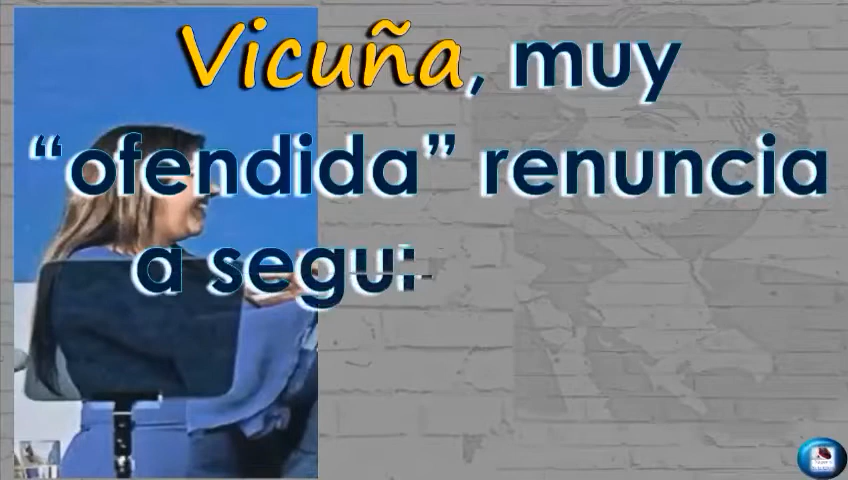 Vicuña, muy
“ofendida” renuncia
a segu